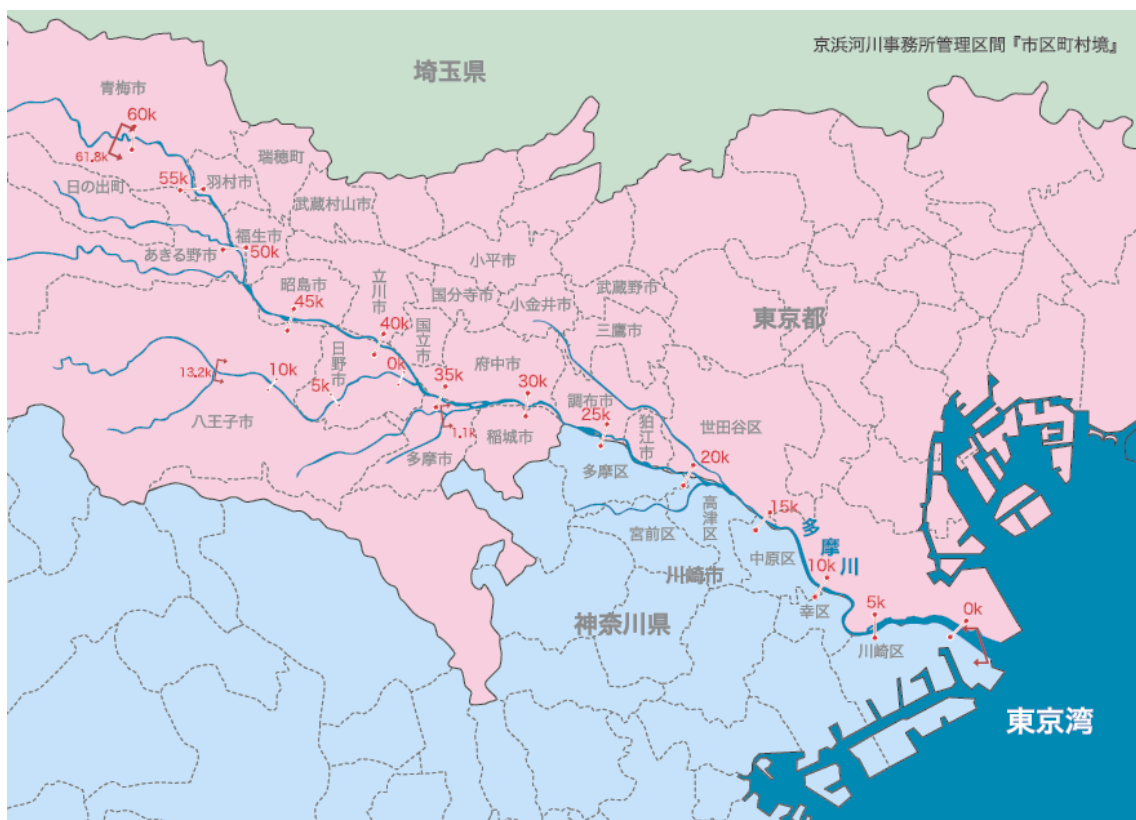 京浜河川事務所管理区間『市区町村境』
埼玉県
青梅市
60k
61.8k
瑞穂町
日の出町
55k
羽村市
武蔵村山市
福生市
あきる野市
50k
小平市
昭島市
立川市
国分寺市
小金井市
武蔵野市
45k
40k
国立市
三鷹市
東京都
日野市
0k
府中市
13.2k
10k
5k
35k
30k
調布市
25k
八王子市
1.1k
稲城市
狛江市
世田谷区
多摩市
多摩区
20k
高津区
15k
宮前区
多摩川
中原区
川崎市
10k
幸区
5k
0k
神奈川県
川崎区
東京湾